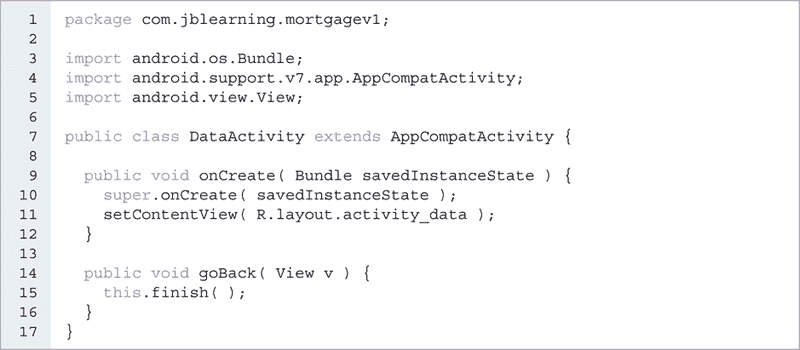 1 package com.jblearning.mortgagev1;
2
3 import android.os.Bundle;
4 import android.support.v7.app.AppCompatActivity;
5 import android.view.View;
6
7 public class DataActivity extends AppCompatActivity {
8
9   public void onCreate( Bundle savedInstanceState ) {
10     super.onCreate( savedInstanceState );
11     setContentView( R.layout.activity_data );
12   }
13
14   public void goBack( View v ) {
15     this.finish( );
16   }
17 }